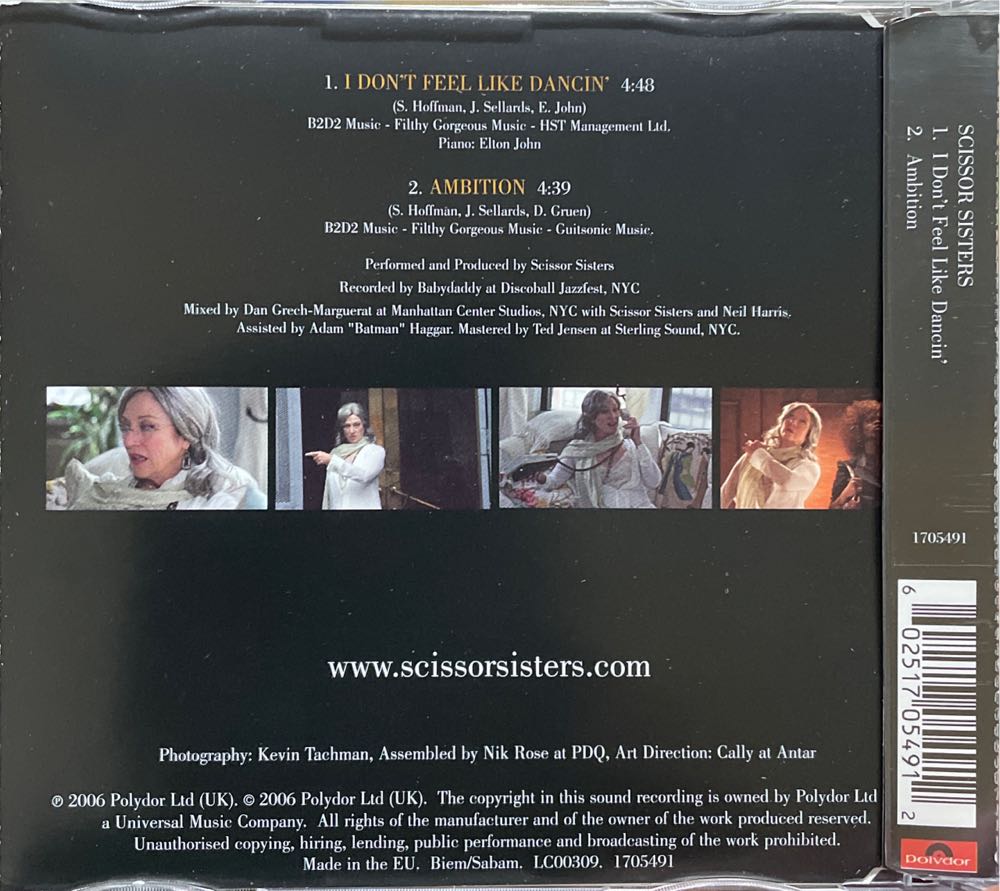 1. I DON'T FEEL LIKE DANCIN' 4:48
(S. Hoffman, J. Sellards, E. John)
B2D2 Music - Filthy Gorgeous Music - HST Management Ltd.
Piano: Elton John
2. AMBITION 4:39
(S. Hoffman, J. Sellards, D. Gruen)
B2D2 Music - Filthy Gorgeous Music - Guitsonic Music.
Performed and Produced by Scissor Sisters
Recorded by Babydaddy at Discoball Jazzfest, NYC
Mixed by Dan Grech-Marguerat at Manhattan Center Studios, NYC with Scissor Sisters and Neil Harris.
Assisted by Adam "Batman" Haggar. Mastered by Ted Jensen at Sterling Sound, NYC.
www.scissorsisters.com
Photography: Kevin Tachman, Assembled by Nik Rose at PDQ, Art Direction: Cally at Antar
℗ 2006 Polydor Ltd (UK). © 2006 Polydor Ltd (UK). The copyright in this sound recording is owned by Polydor Ltd
a Universal Music Company. All rights of the manufacturer and of the work produced reserved.
Unauthorised copying, hiring, lending, public performance and broadcasting of the work prohibited.
Made in the EU. Biem/Sabam. LC00309. 1705491
SCISSOR SISTERS
1. I Don't Feel Like Dancin'
2. Ambition
1705491
6 02517 05491 2
Polydor